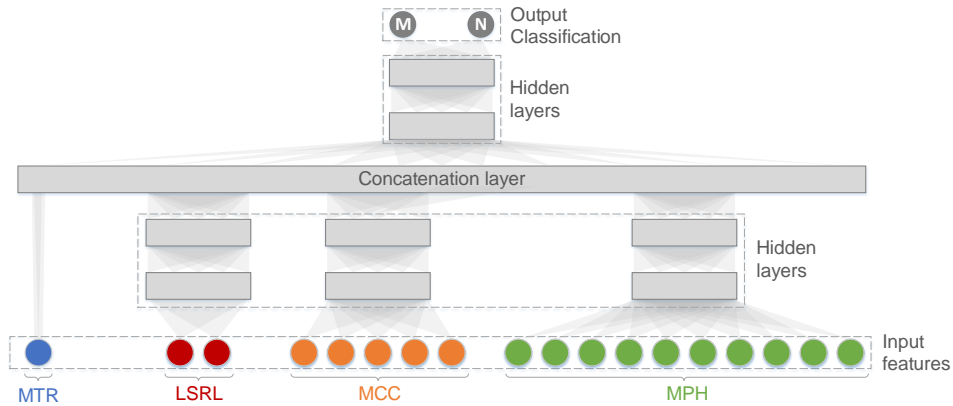 M
N
Output
Classification
Hidden
layers
Concatenation layer
Hidden
layers
Input
features
MTR
LSRL
MCC
MPH